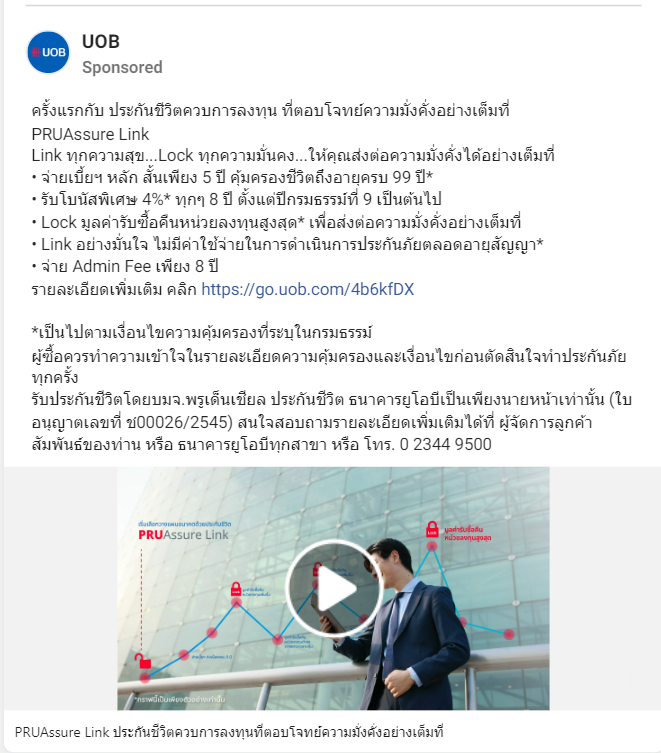 UOB
UOB
Sponsored
ครั้งแรกกับ ประกันชีวิตควบการลงทุน ที่ตอบโจทย์ความมั่งคั่งอย่างเต็มที่
PRUAssure Link
Link ทุกความสุข...Lock ทุกความมั่นคง...ให้คุณส่งต่อความมั่งคั่งได้อย่างเต็มที่
• จ่ายเบี้ยฯ หลัก สั้นเพียง 5 ปี คุ้มครองชีวิตถึงอายุครบ 99 ปี*
• รับโบนัสพิเศษ 4%* ทุกๆ 8 ปี ตั้งแต่ปีกรมธรรม์ที่ 9 เป็นต้นไป
• Lock มูลค่ารับซื้อคืนหน่วยลงทุนสูงสุด* เพื่อส่งต่อความมั่งคั่งอย่างเต็มที่
• Link อย่างมั่นใจ ไม่มีค่าใช้จ่ายในการดำเนินการประกันภัยตลอดอายุสัญญา*
• จ่าย Admin Fee เพียง 8 ปี
รายละเอียดเพิ่มเติม คลิก https://go.uob.com/4b6kfDX
*เป็นไปตามเงื่อนไขความคุ้มครองที่ระบุในกรมธรรม์
ผู้ซื้อควรทำความเข้าใจในรายละเอียดความคุ้มครองและเงื่อนไขก่อนตัดสินใจทำประกันภัย
ทุกครั้ง
รับประกันชีวิตโดยบมจ.พรูเด็นเชียล ประกันชีวิต ธนาคารยูโอบีเป็นเพียงนายหน้าเท่านั้น (ใบ
อนุญาตเลขที่ ช00026/2545) สนใจสอบถามรายละเอียดเพิ่มเติมได้ที่ ผู้จัดการลูกค้า
สัมพันธ์ของท่าน หรือ ธนาคารยูโอบีทุกสาขา หรือ โทร. 0 2344 9500
PRUAssure Link
มูลค่ารับซื้อคืน
หน่วยลงทุนสูงสุด
*กราฟนี้เป็นเพียงตัวอย่างเท่านั้น
PRUAssure Link ประกันชีวิตควบการลงทุนที่ตอบโจทย์ความมั่งคั่งอย่างเต็มที่